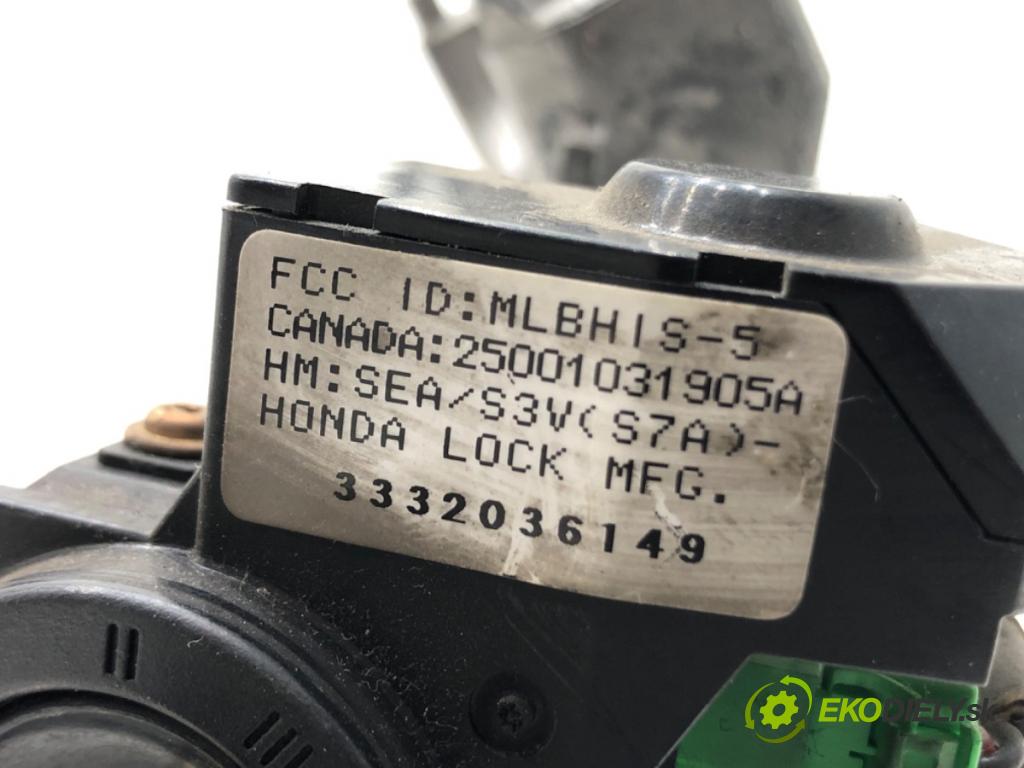 FCC ID:MLBHIS-5
CANADA:25001031905A
HM:SEA/S3V(S7A)-
HONDA LOCK MFG.
3332036149
EKODIELY.sk